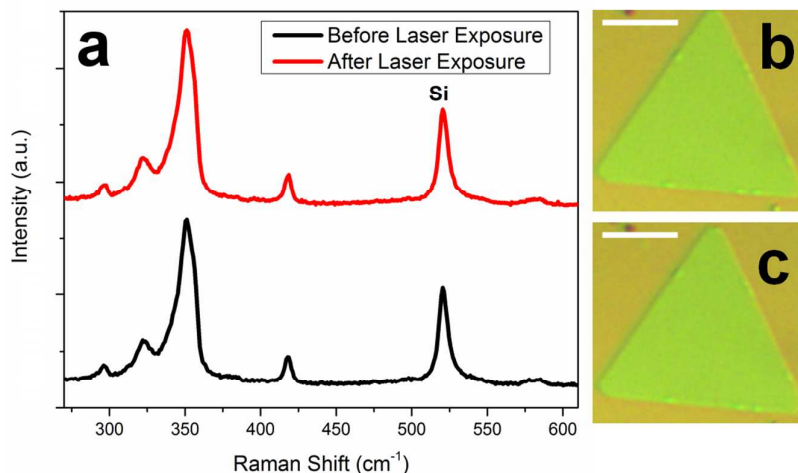 a
Before Laser Exposure
After Laser Exposure
Si
b
c
Intensity (a.u.)
300 350 400 450 500 550 600
Raman Shift (cm⁻¹)